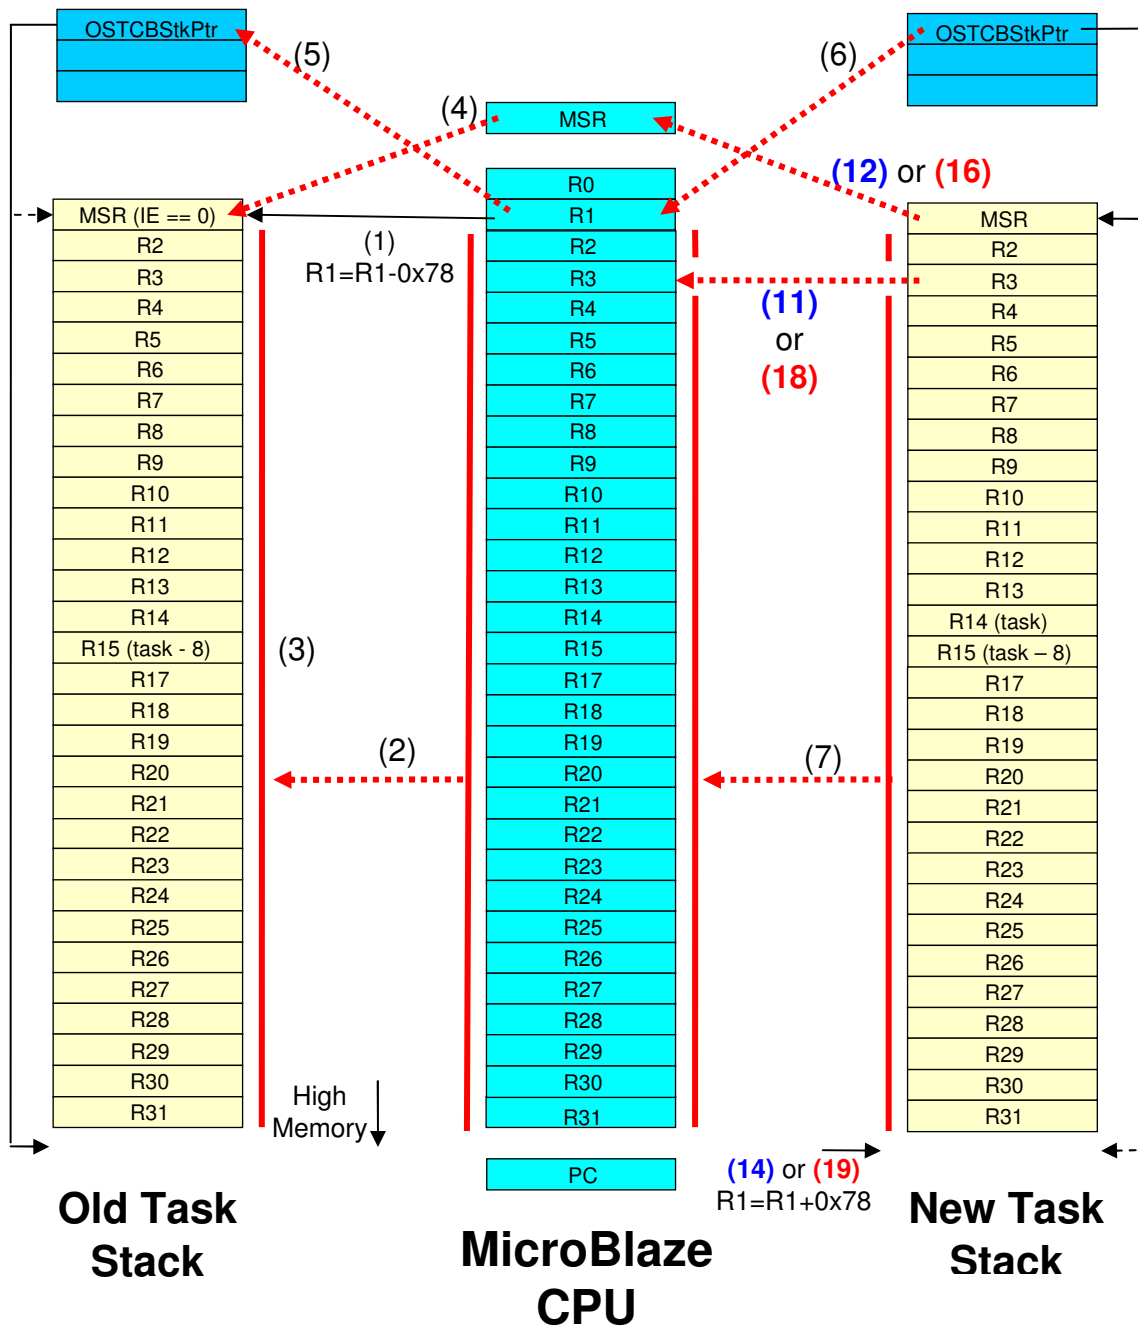 OSTCBStkPtr
OSTCBStkPtr
(5)
(6)
(4)
MSR
(12) or (16)
MSR (IE == 0)
R2
R3
R4
R5
R6
R7
R8
R9
R10
R11
R12
R13
R14
R15 (task - 8)
R17
R18
R19
R20
R21
R22
R23
R24
R25
R26
R27
R28
R29
R30
R31
(1)
R1=R1-0x78
(3)
(2)
High
Memory
R0
R1
R2
R3
R4
R5
R6
R7
R8
R9
R10
R11
R12
R13
R14
R15
R17
R18
R19
R20
R21
R22
R23
R24
R25
R26
R27
R28
R29
R30
R31
PC
(11)
or
(18)
(7)
(14) or (19)
R1=R1+0x78
MSR
R2
R3
R4
R5
R6
R7
R8
R9
R10
R11
R12
R13
R14 (task)
R15 (task – 8)
R17
R18
R19
R20
R21
R22
R23
R24
R25
R26
R27
R28
R29
R30
R31
Old Task
Stack
MicroBlaze
CPU
New Task
Stack